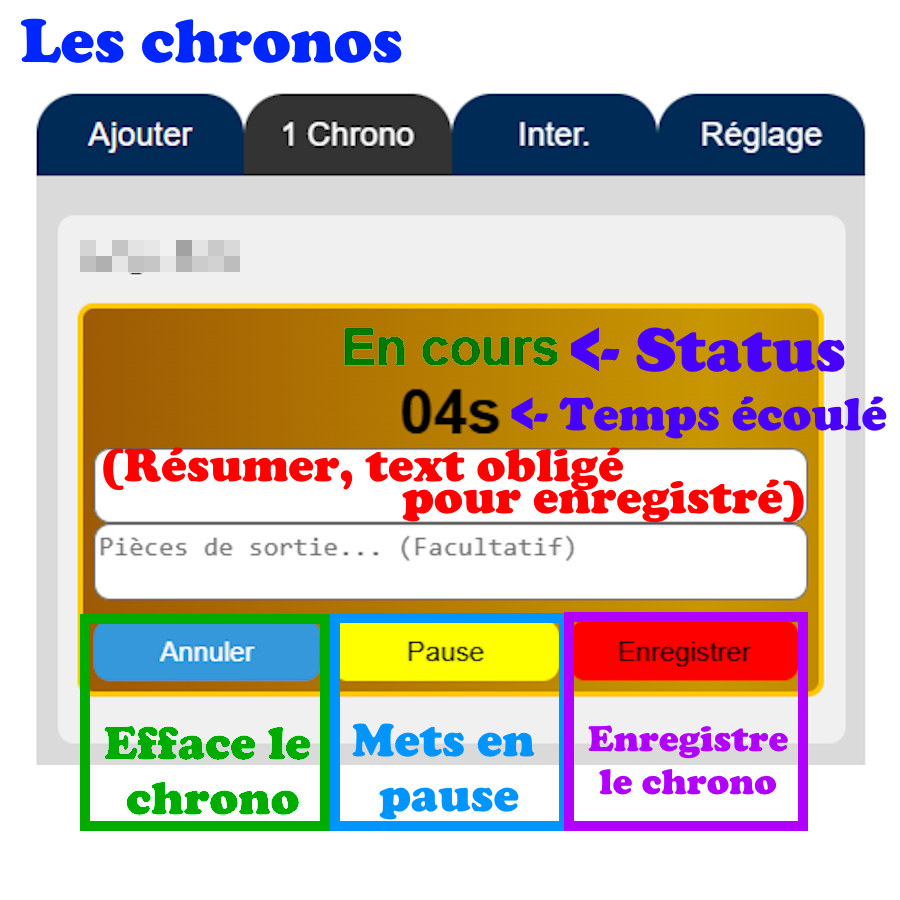 Les chronos
Ajouter
1 Chrono
Inter.
Réglage
En cours <- Status
04s <- Temps écoulé
(Résumer, text obligé
pour enregistré)
Pièces de sortie... (Facultatif)
Annuler
Pause
Enregistrer
Efface le
chrono
Mets en
pause
Enregistre
le chrono